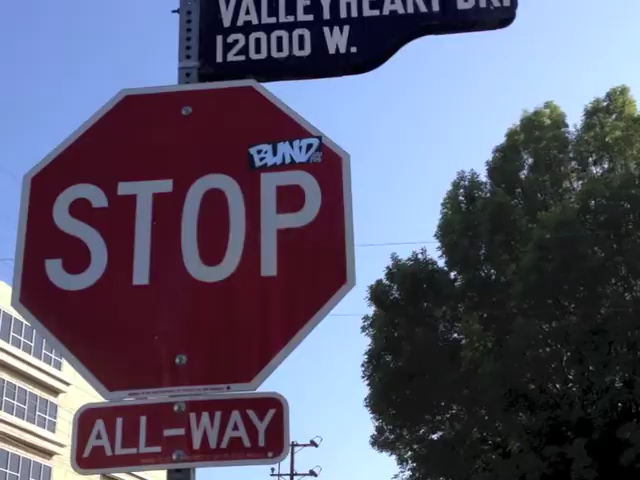 VALLEYHEART DR.
12000 W.
BLIND
STOP
ALL-WAY